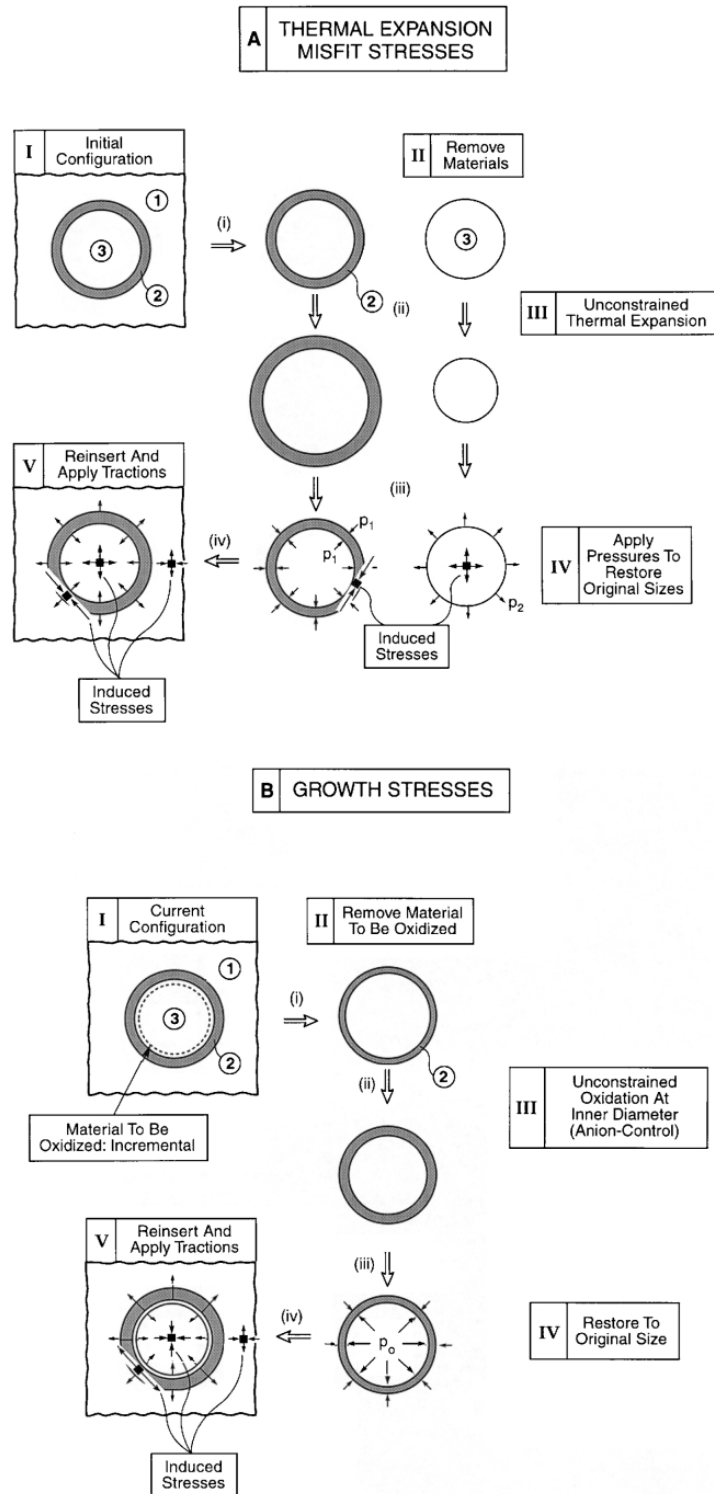 A THERMAL EXPANSION
MISFIT STRESSES
I Initial
Configuration
1
3
2
(i)
2
II Remove
Materials
3
(ii)
III Unconstrained
Thermal Expansion
V Reinsert And
Apply Tractions
(iii)
(iv)
p1
p1
p2
IV Apply
Pressures To
Restore
Original Sizes
Induced
Stresses
Induced
Stresses
B GROWTH STRESSES
I Current
Configuration
1
3
2
Material To Be
Oxidized: Incremental
(i)
II Remove Material
To Be Oxidized
2
(ii)
III Unconstrained
Oxidation At
Inner Diameter
(Anion-Control)
V Reinsert And
Apply Tractions
(iii)
(iv)
po
IV Restore To
Original Size
Induced
Stresses